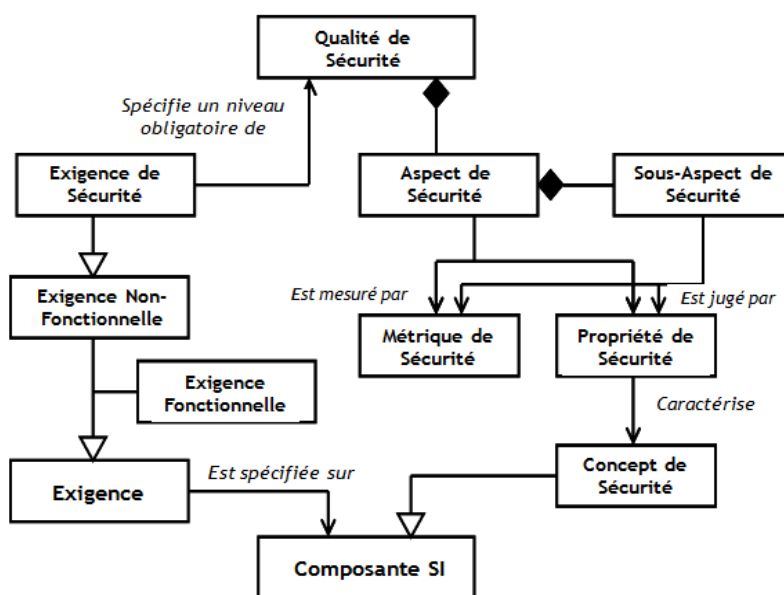 Qualité de
Sécurité
Spécifie un niveau
obligatoire de
Exigence de
Sécurité
Aspect de
Sécurité
Sous-Aspect de
Sécurité
Exigence Non-
Fonctionnelle
Est mesuré par
Est jugé par
Métrique de
Sécurité
Propriété de
Sécurité
Exigence
Fonctionnelle
Caractérise
Exigence
Est spécifiée sur
Concept de
Sécurité
Composante SI